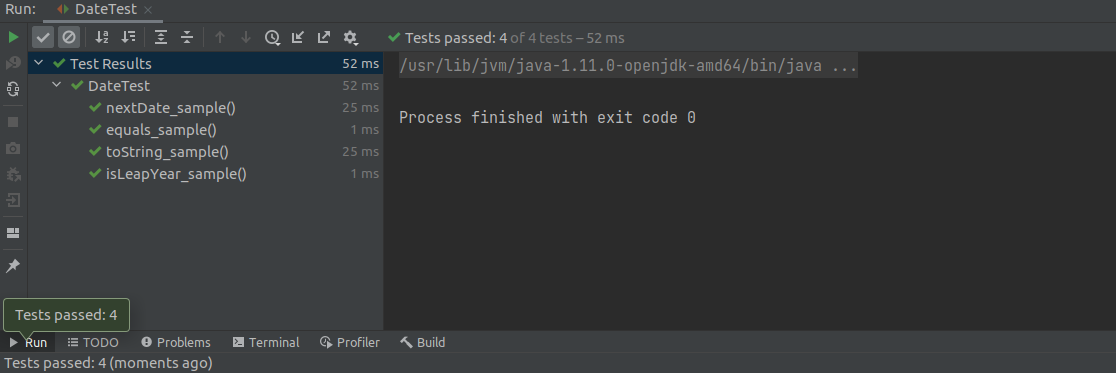 Run: DateTest
Tests passed: 4 of 4 tests – 52 ms
Test Results 52 ms
DateTest 52 ms
nextDate_sample() 25 ms
equals_sample() 1 ms
toString_sample() 25 ms
isLeapYear_sample() 1 ms
/usr/lib/jvm/java-1.11.0-openjdk-amd64/bin/java ...
Process finished with exit code 0
Tests passed: 4
Run TODO Problems Terminal Profiler Build
Tests passed: 4 (moments ago)